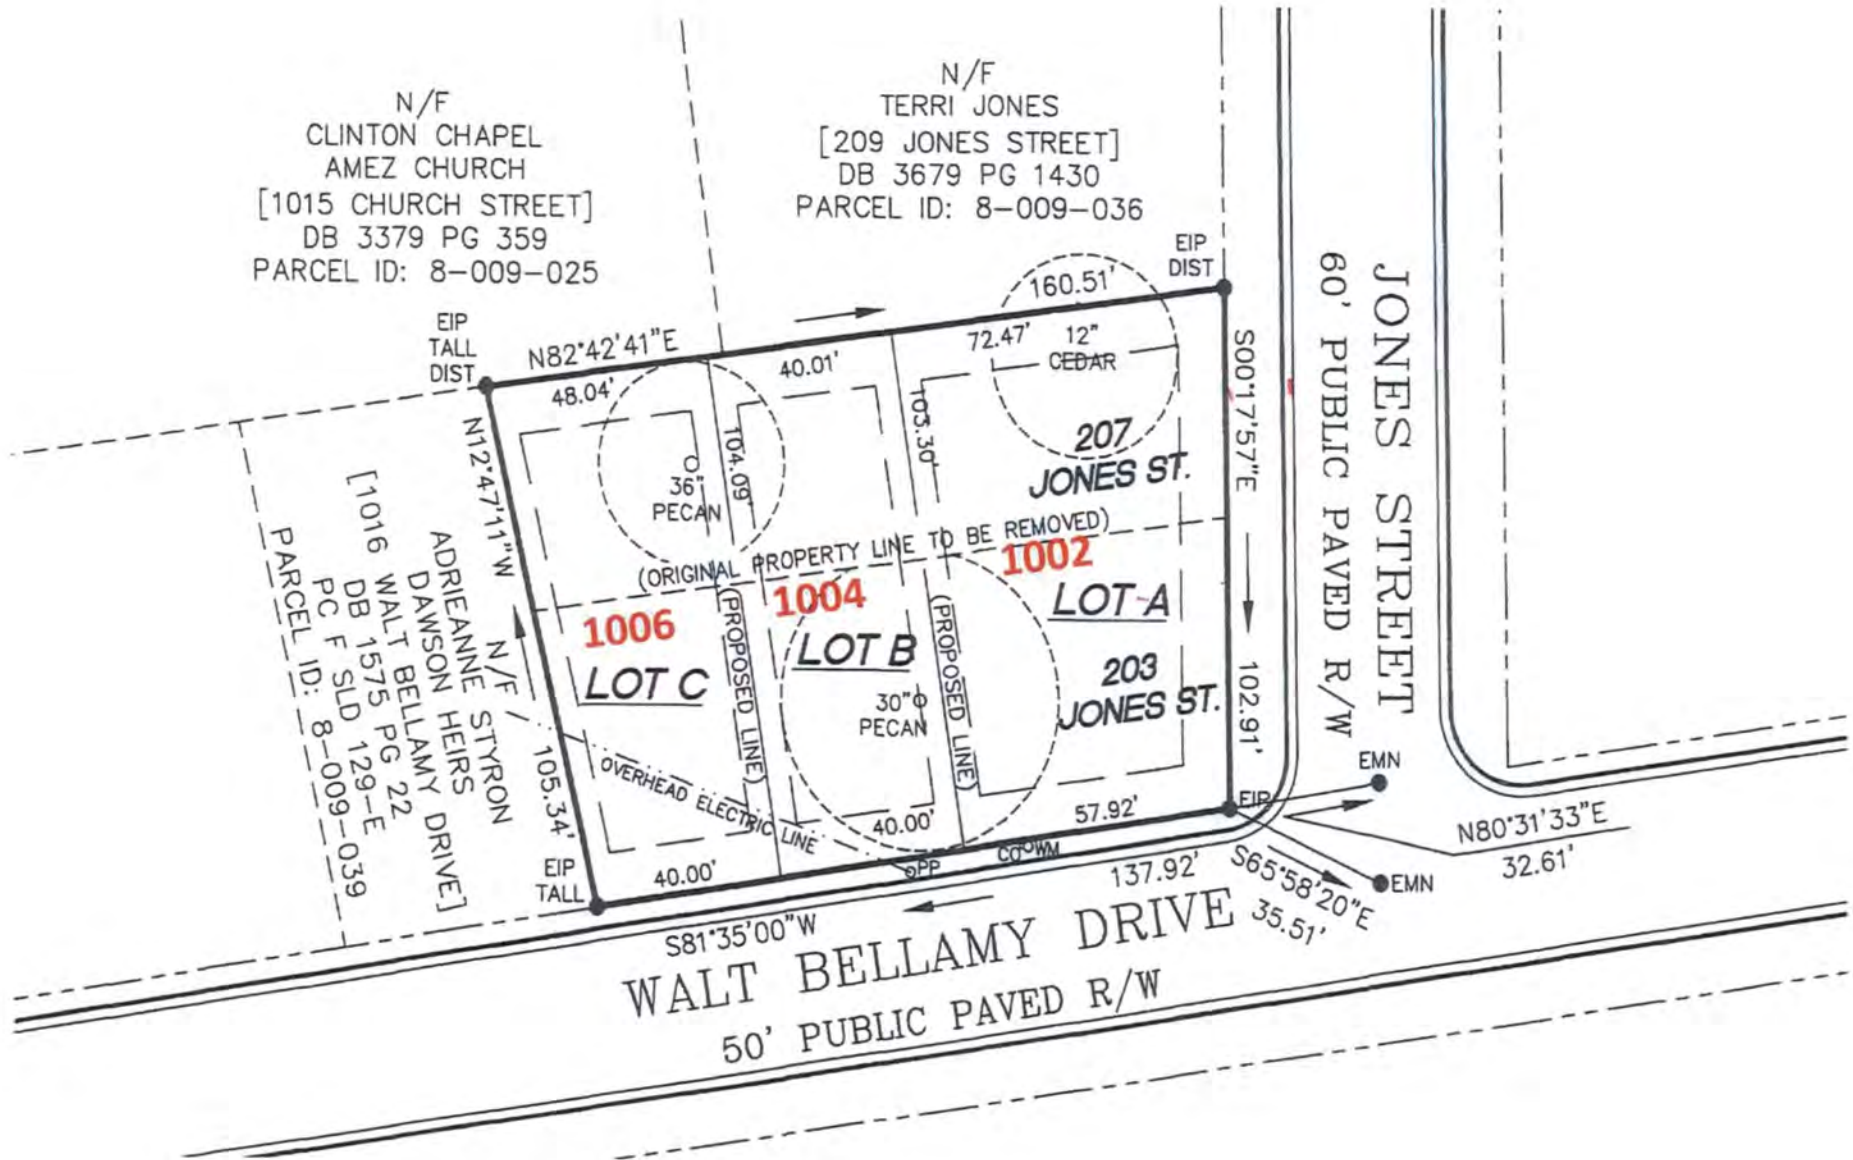 N/F
CLINTON CHAPEL
AMEZ CHURCH
[1015 CHURCH STREET]
DB 3379 PG 359
PARCEL ID: 8-009-025
N/F
TERRI JONES
[209 JONES STREET]
DB 3679 PG 1430
PARCEL ID: 8-009-036
EIP
DIST
EIP
TALL
DIST
N82°42'41"E
160.51'
48.04'
40.01'
72.47'
12"
CEDAR
S00°17'57"E
102.91'
JONES STREET
60' PUBLIC PAVED R/W
N12°47'11"W
105.34'
104.09'
103.30'
36"
PECAN
207
JONES ST.
(ORIGINAL PROPERTY LINE TO BE REMOVED)
1006
LOT C
1004
LOT B
1002
LOT A
(PROPOSED LINE)
(PROPOSED LINE)
30"
PECAN
203
JONES ST.
N/F
ADRIEANNE STYRON
DAWSON HEIRS
[1016 WALT BELLAMY DRIVE]
DB 1575 PG 22
PC F SLD 129-E
PARCEL ID: 8-009-039
OVERHEAD ELECTRIC LINE
EIP
TALL
40.00'
40.00'
57.92'
PP
CO WM
EIP
EMN
EMN
N80°31'33"E
32.61'
S65°58'20"E
35.51'
137.92'
S81°35'00"W
WALT BELLAMY DRIVE
50' PUBLIC PAVED R/W